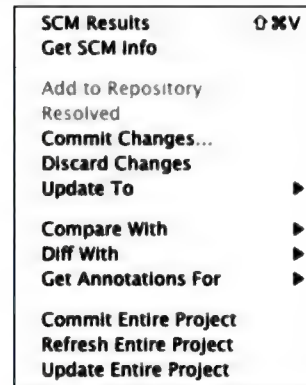 SCM Results ⇧⌘V
Get SCM Info
Add to Repository
Resolved
Commit Changes...
Discard Changes
Update To ▶
Compare With ▶
Diff With ▶
Get Annotations For ▶
Commit Entire Project
Refresh Entire Project
Update Entire Project